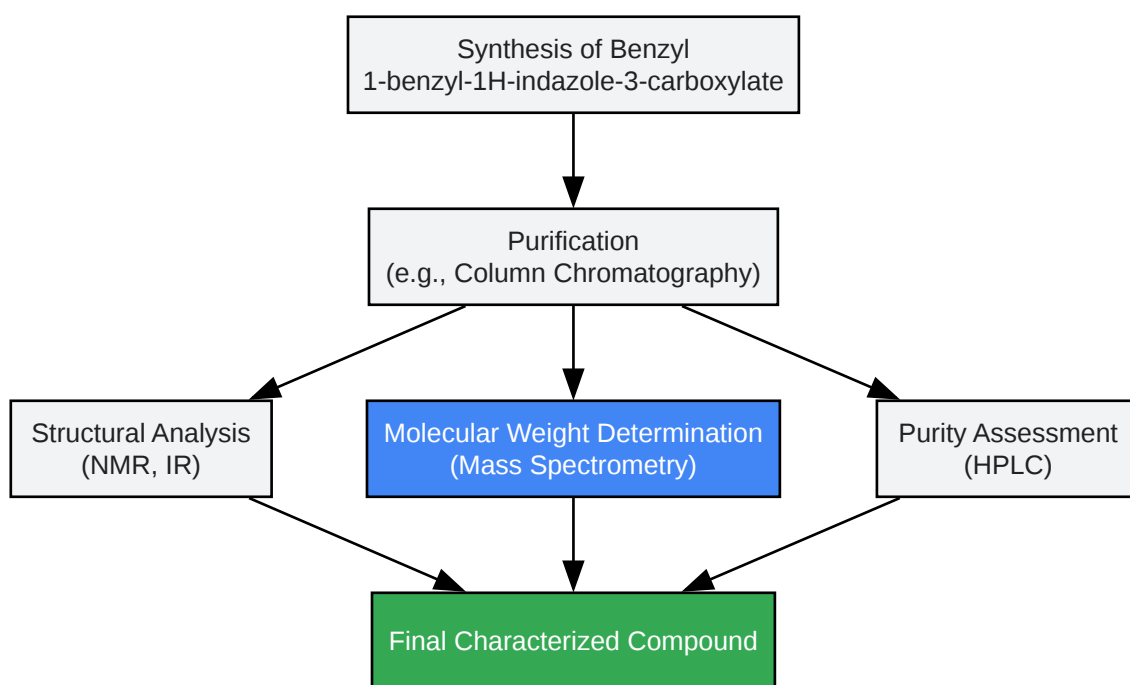 Synthesis of Benzyl
1-benzyl-1H-indazole-3-carboxylate
Purification
(e.g., Column Chromatography)
Structural Analysis
(NMR, IR)
Molecular Weight Determination
(Mass Spectrometry)
Purity Assessment
(HPLC)
Final Characterized Compound